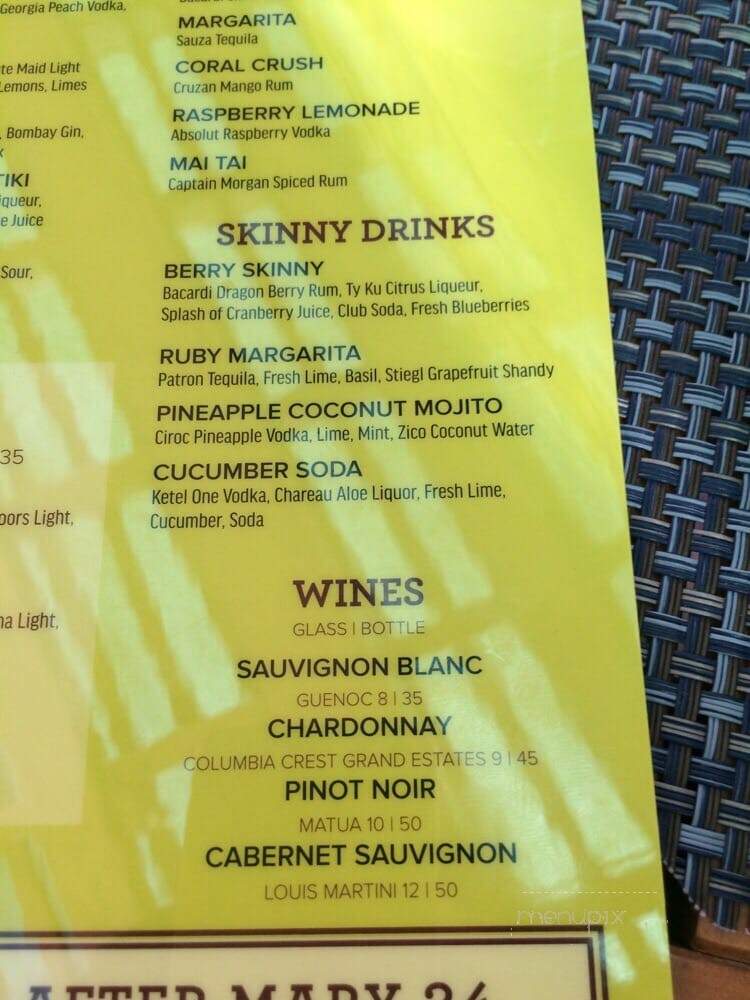 Georgia Peach Vodka,
te Maid Light
Lemons, Limes
, Bombay Gin,
TIKI
iqueur,
e Juice
Sour,
35
oors Light,
na Light,
MARGARITA
Sauza Tequila
CORAL CRUSH
Cruzan Mango Rum
RASPBERRY LEMONADE
Absolut Raspberry Vodka
MAI TAI
Captain Morgan Spiced Rum
SKINNY DRINKS
BERRY SKINNY
Bacardi Dragon Berry Rum, Ty Ku Citrus Liqueur,
Splash of Cranberry Juice, Club Soda, Fresh Blueberries
RUBY MARGARITA
Patron Tequila, Fresh Lime, Basil, Stiegl Grapefruit Shandy
PINEAPPLE COCONUT MOJITO
Ciroc Pineapple Vodka, Lime, Mint, Zico Coconut Water
CUCUMBER SODA
Ketel One Vodka, Chareau Aloe Liquor, Fresh Lime,
Cucumber, Soda
WINES
GLASS | BOTTLE
SAUVIGNON BLANC
GUENOC 8 | 35
CHARDONNAY
COLUMBIA CREST GRAND ESTATES 9 | 45
PINOT NOIR
MATUA 10 | 50
CABERNET SAUVIGNON
LOUIS MARTINI 12 | 50
menupix
AFTER MARY 24